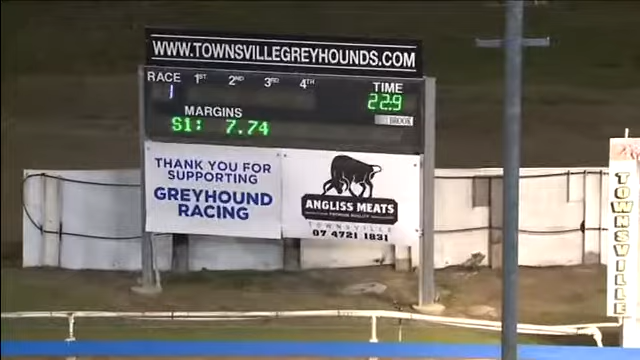 WWW.TOWNSVILLEGREYHOUNDS.COM
RACE 1ST 2ND 3RD 4TH TIME
1 22.9
MARGINS
S1: 7.74
THANK YOU FOR
SUPPORTING
GREYHOUND
RACING
ANGLISS MEATS
TOWNSVILLE
07 4721 1831
TOWNSVILLE